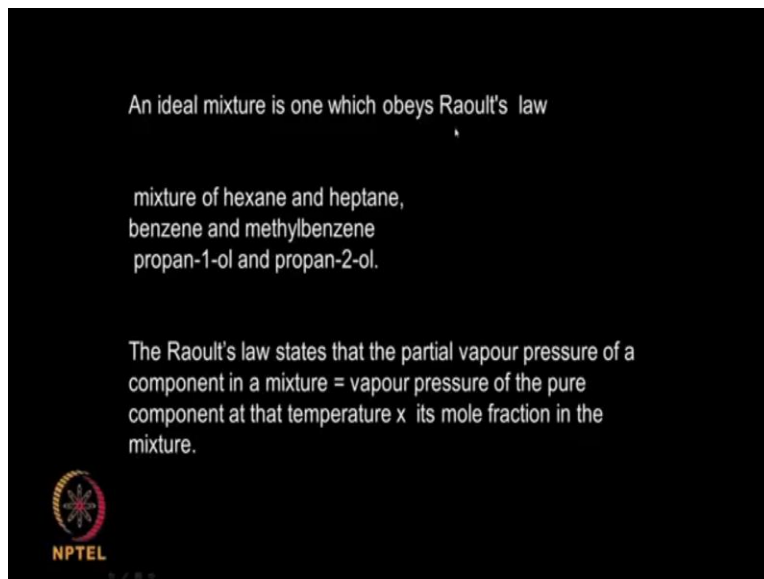 An ideal mixture is one which obeys Raoult's law
mixture of hexane and heptane,
benzene and methylbenzene
propan-1-ol and propan-2-ol.
The Raoult's law states that the partial vapour pressure of a
component in a mixture = vapour pressure of the pure
component at that temperature x its mole fraction in the
mixture.
NPTEL